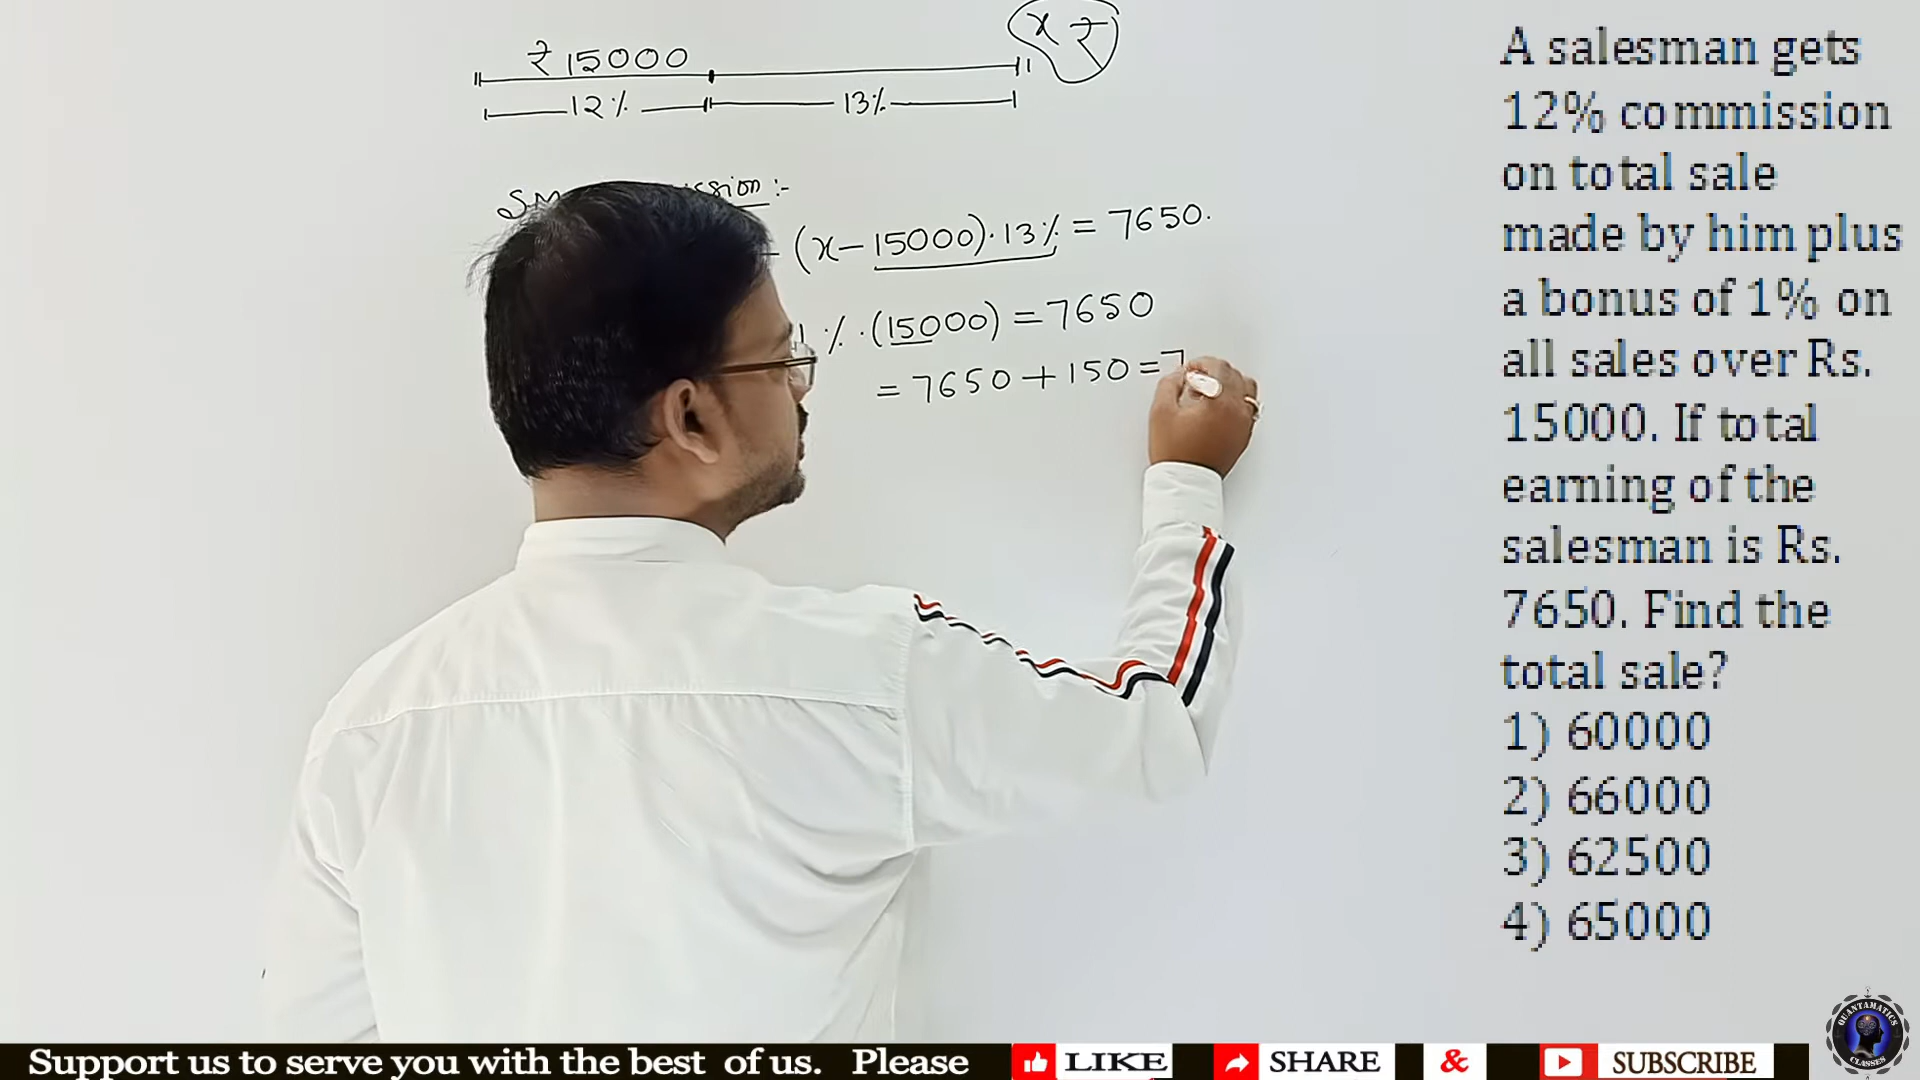 ₹15000
x ₹
12% 13%
ssion :-
(x – 15000) · 13% = 7650.
1% · (15000) = 7650
= 7650 + 150 = 7
A salesman gets
12% commission
on total sale
made by him plus
a bonus of 1% on
all sales over Rs.
15000. If total
earning of the
salesman is Rs.
7650. Find the
total sale?
1) 60000
2) 66000
3) 62500
4) 65000
QUANTAMATICS
CLASSES
Support us to serve you with the best of us. Please LIKE SHARE & SUBSCRIBE